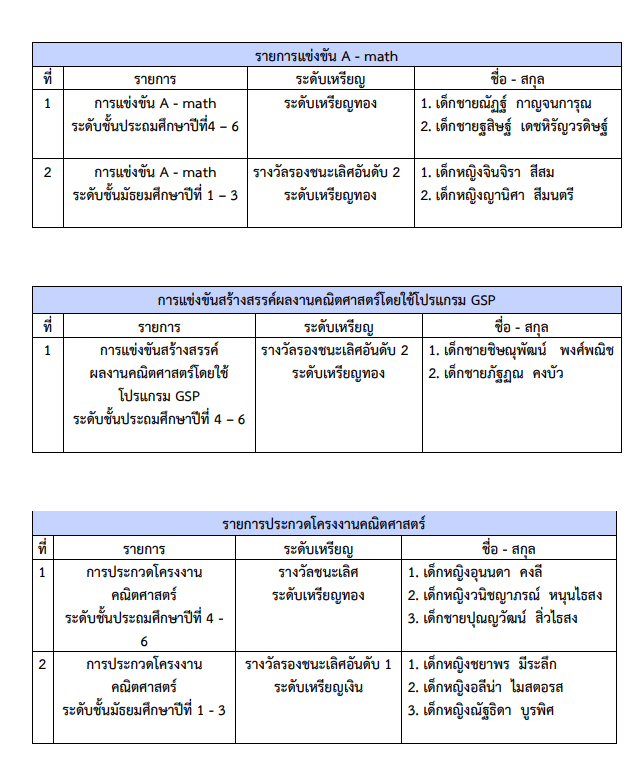 รายการแข่งขัน A - math
ที่ รายการ ระดับเหรียญ ชื่อ - สกุล
1 การแข่งขัน A - math ระดับเหรียญทอง 1. เด็กชายณัฏฐ์ กาญจนการุณ
ระดับชั้นประถมศึกษาปีที่4 – 6 2. เด็กชายฐสิษฐ์ เดชหิรัญวรดิษฐ์
2 การแข่งขัน A - math รางวัลรองชนะเลิศอันดับ 2 1. เด็กหญิงจินจิรา สีสม
ระดับชั้นมัธยมศึกษาปีที่ 1 – 3 ระดับเหรียญทอง 2. เด็กหญิงญานิศา สีมนตรี
การแข่งขันสร้างสรรค์ผลงานคณิตศาสตร์โดยใช้โปรแกรม GSP
ที่ รายการ ระดับเหรียญ ชื่อ - สกุล
1 การแข่งขันสร้างสรรค์ รางวัลรองชนะเลิศอันดับ 2 1. เด็กชายชิษณุพัฒน์ พงศ์พณิช
ผลงานคณิตศาสตร์โดยใช้ ระดับเหรียญทอง 2. เด็กชายภัฐฏณ คงบัว
โปรแกรม GSP
ระดับชั้นประถมศึกษาปีที่ 4 – 6
รายการประกวดโครงงานคณิตศาสตร์
ที่ รายการ ระดับเหรียญ ชื่อ - สกุล
1 การประกวดโครงงาน รางวัลชนะเลิศ 1. เด็กหญิงอุนนดา คงลี
คณิตศาสตร์ ระดับเหรียญทอง 2. เด็กหญิงวนิชญาภรณ์ หนุนไธสง
ระดับชั้นประถมศึกษาปีที่ 4 - 3. เด็กชายปุณญวัฒน์ สิ่วไธสง
6
2 การประกวดโครงงาน รางวัลรองชนะเลิศอันดับ 1 1. เด็กหญิงชยาพร มีระลึก
คณิตศาสตร์ ระดับเหรียญเงิน 2. เด็กหญิงอลีน่า ไมสตอรส
ระดับชั้นมัธยมศึกษาปีที่ 1 - 3 3. เด็กหญิงณัฐธิดา บูรพิศ